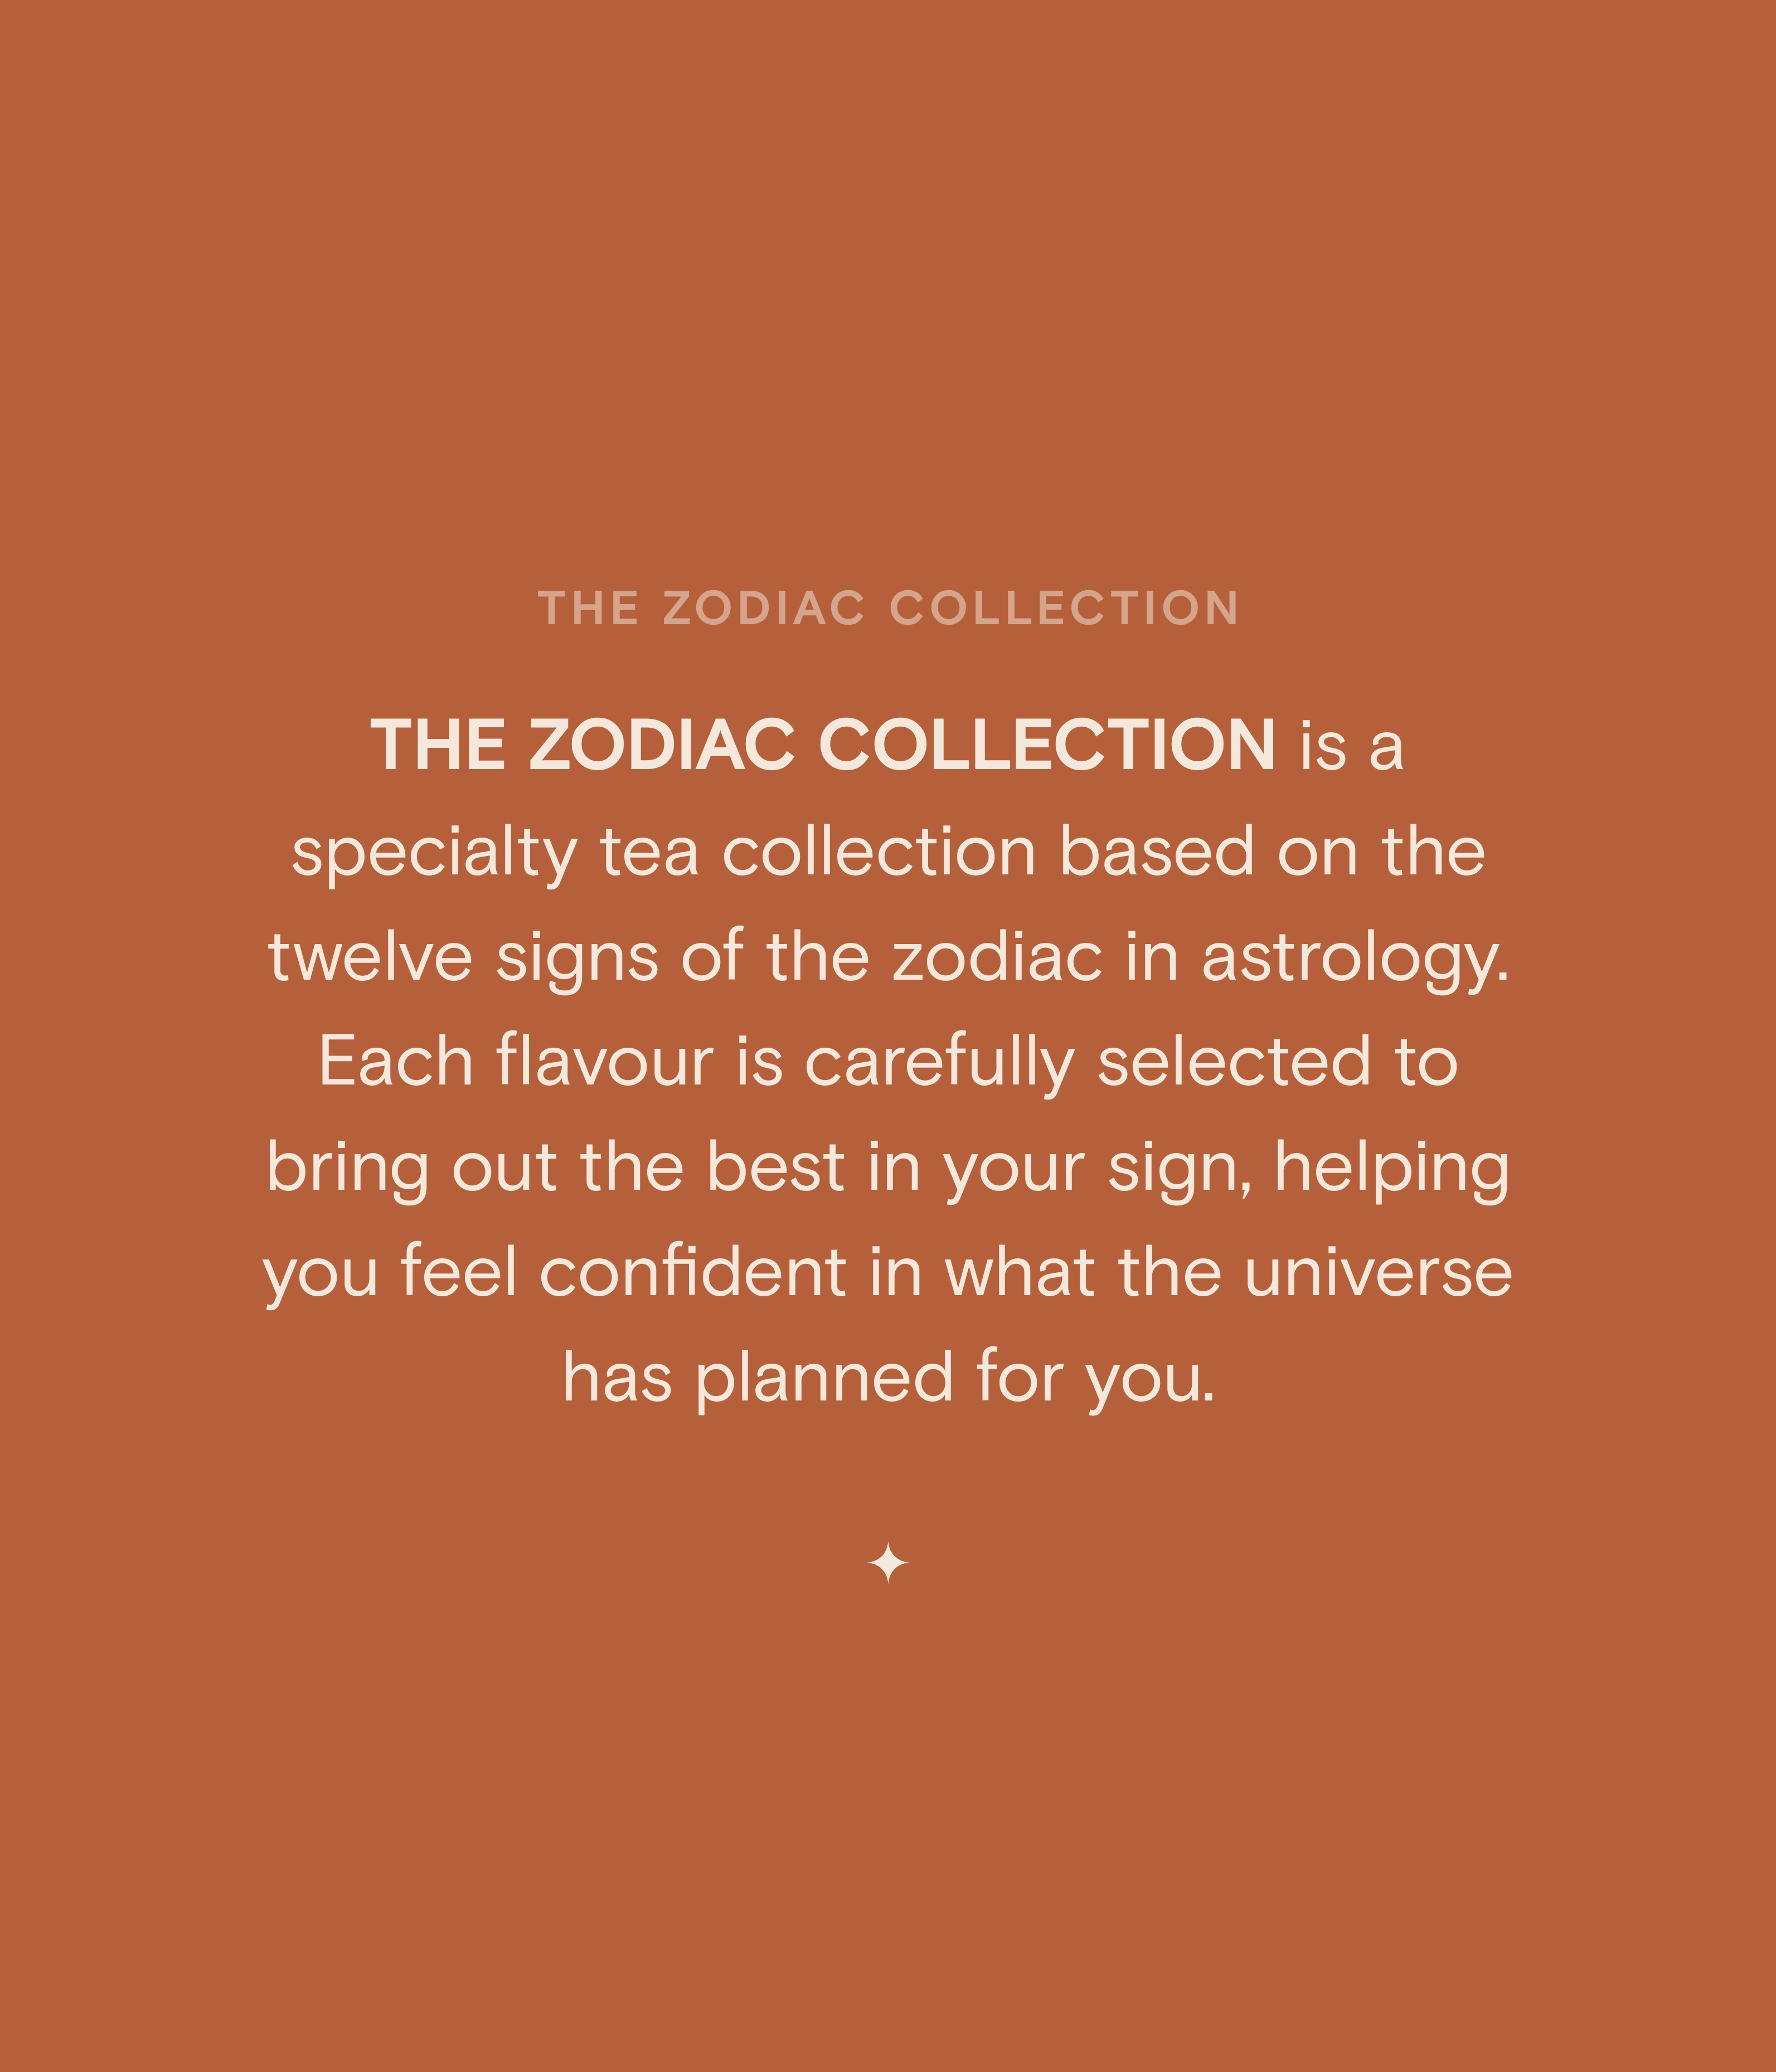 THE ZODIAC COLLECTION
THE ZODIAC COLLECTION is a
specialty tea collection based on the
twelve signs of the zodiac in astrology.
Each flavour is carefully selected to
bring out the best in your sign, helping
you feel confident in what the universe
has planned for you.